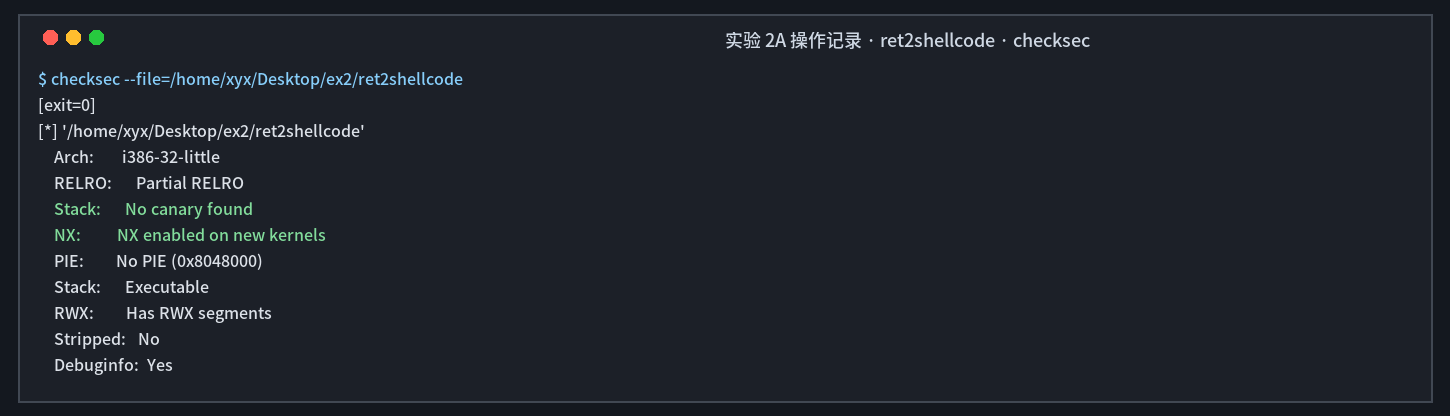 实验 2A 操作记录 · ret2shellcode · checksec
$ checksec --file=/home/xyx/Desktop/ex2/ret2shellcode
[exit=0]
[*] '/home/xyx/Desktop/ex2/ret2shellcode'
Arch: i386-32-little
RELRO: Partial RELRO
Stack: No canary found
NX: NX enabled on new kernels
PIE: No PIE (0x8048000)
Stack: Executable
RWX: Has RWX segments
Stripped: No
Debuginfo: Yes